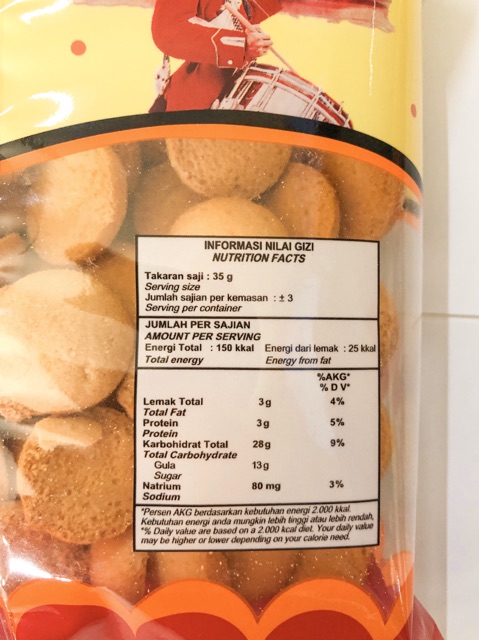 INFORMASI NILAI GIZI
NUTRITION FACTS
Takaran saji : 35 g
Serving size
Jumlah sajian per kemasan : ± 3
Serving per container
JUMLAH PER SAJIAN
AMOUNT PER SERVING
Energi Total : 150 kkal Energi dari lemak : 25 kkal
Total energy Energy from fat
%AKG*
% D V*
Lemak Total 3g 4%
Total Fat
Protein 3g 5%
Protein
Karbohidrat Total 28g 9%
Total Carbohydrate
Gula 13g
Sugar
Natrium 80 mg 3%
Sodium
*Persen AKG berdasarkan kebutuhan energi 2.000 kkal.
Kebutuhan energi anda mungkin lebih tinggi atau lebih rendah,
*% Daily value are based on a 2.000 kcal diet. Your daily value
may be higher or lower depending on your calorie need.